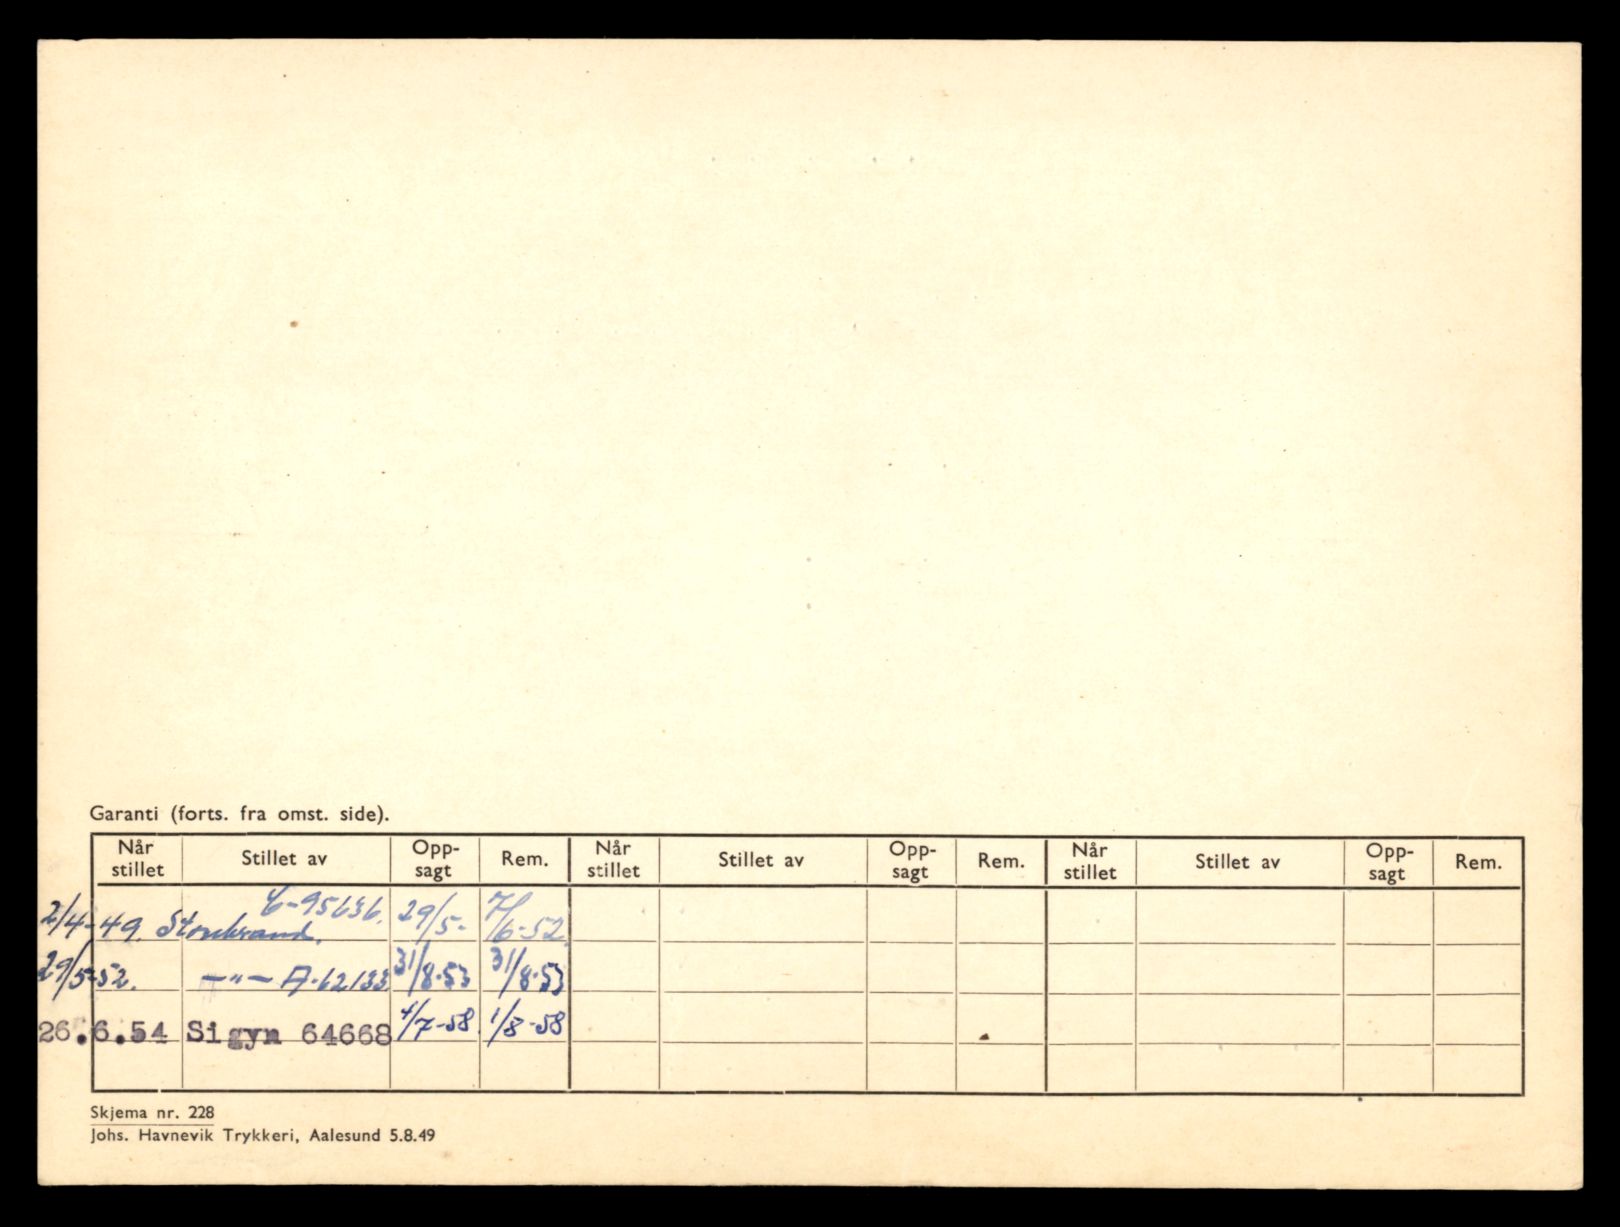 Garanti (forts. fra omst. side).
Når stillet Stillet av Opp-sagt Rem. Når stillet Stillet av Opp-sagt Rem. Når stillet Stillet av Opp-sagt Rem.
2/4-49. Storebrand. 95636. 29/5- 7/6-52.
29/5-52. —"— A-62133 31/8-53 31/8-53
26.6.54 Sigyn 64668 4/7-58 1/8-58
Skjema nr. 228
Johs. Havnevik Trykkeri, Aalesund 5.8.49